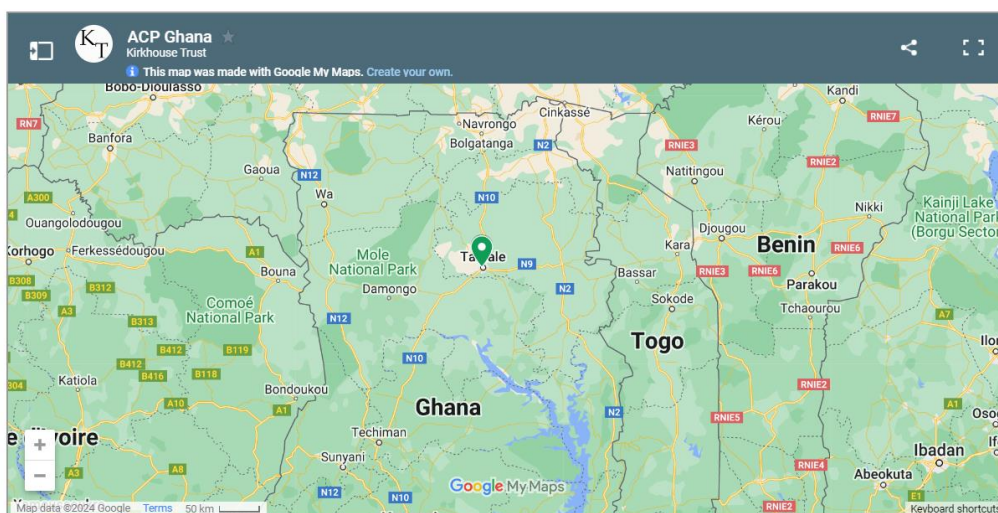 KT
ACP Ghana
Kirkhouse Trust
This map was made with Google My Maps. Create your own.
Bobo-Dioulasso
Cinkassé
Kandi
RN7
Navrongo
Kérou
RNIE7
Banfora
Bolgatanga
N2
RNIE3
RNIE2
Gaoua
N12
Natitingou
A300
Wa
N10
Nikki
Kainji Lake
National Park
(Borgu Sector)
Ouangolodougou
Djougou
Korhogo
Ferkessédougou
A1
Mole
National Park
Kara
Benin
RNIE6
B308
Bouna
N9
Bassar
RNIE3
RNIE6
B309
B312
Damongo
Parakou
A3
Comoé
National Park
N2
Sokode
Tchaourou
B313
N12
A7
Togo
B412
B119
N10
B412
B416
B118
Katiola
Bondoukou
RNIE2
A10
A1
Ghana
N2
RNIE5
A1
Techiman
Ibadan
A3
A8
Sunyani
RNIE4
Abeokuta
+
−
N12
N10
Google My Maps
RNIE2
E1
Map data ©2024 Google
Terms
50 km
Keyboard shortcuts